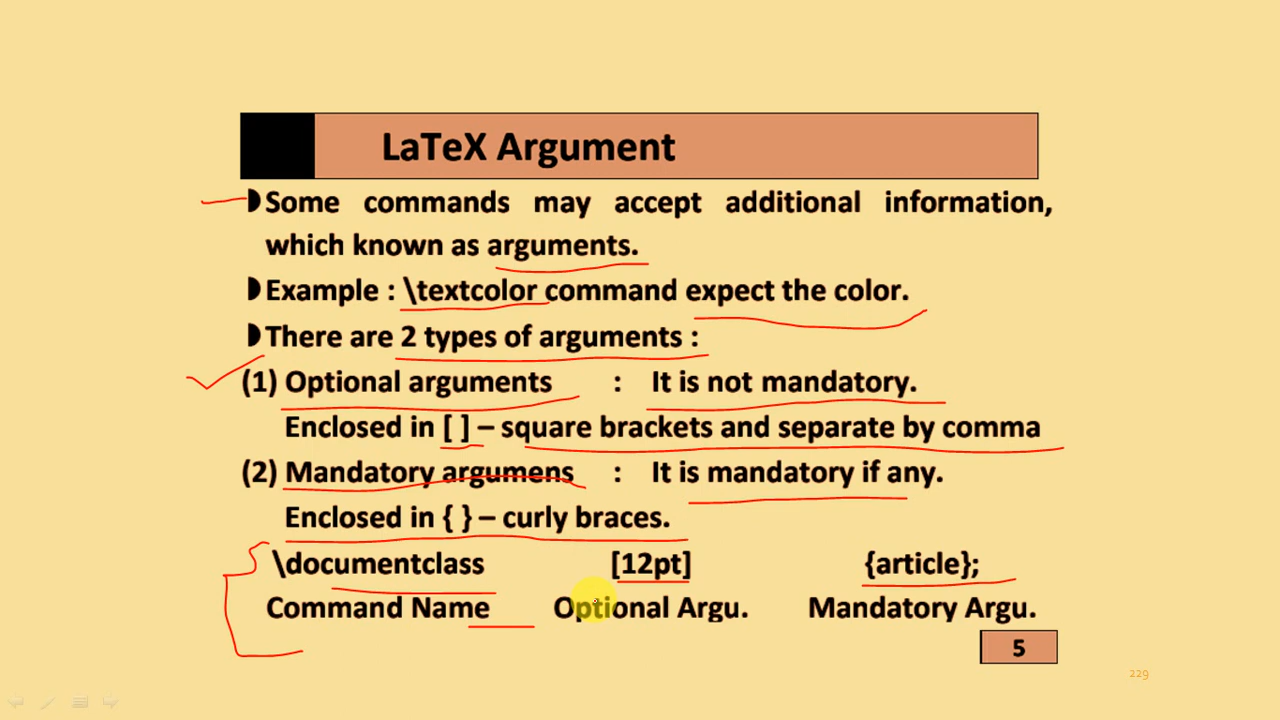 LaTeX Argument
Some commands may accept additional information,
which known as arguments.
Example : \textcolor command expect the color.
There are 2 types of arguments :
(1) Optional arguments : It is not mandatory.
Enclosed in [ ] – square brackets and separate by comma
(2) Mandatory argumens : It is mandatory if any.
Enclosed in { } – curly braces.
\documentclass [12pt] {article};
Command Name Optional Argu. Mandatory Argu.
5
229